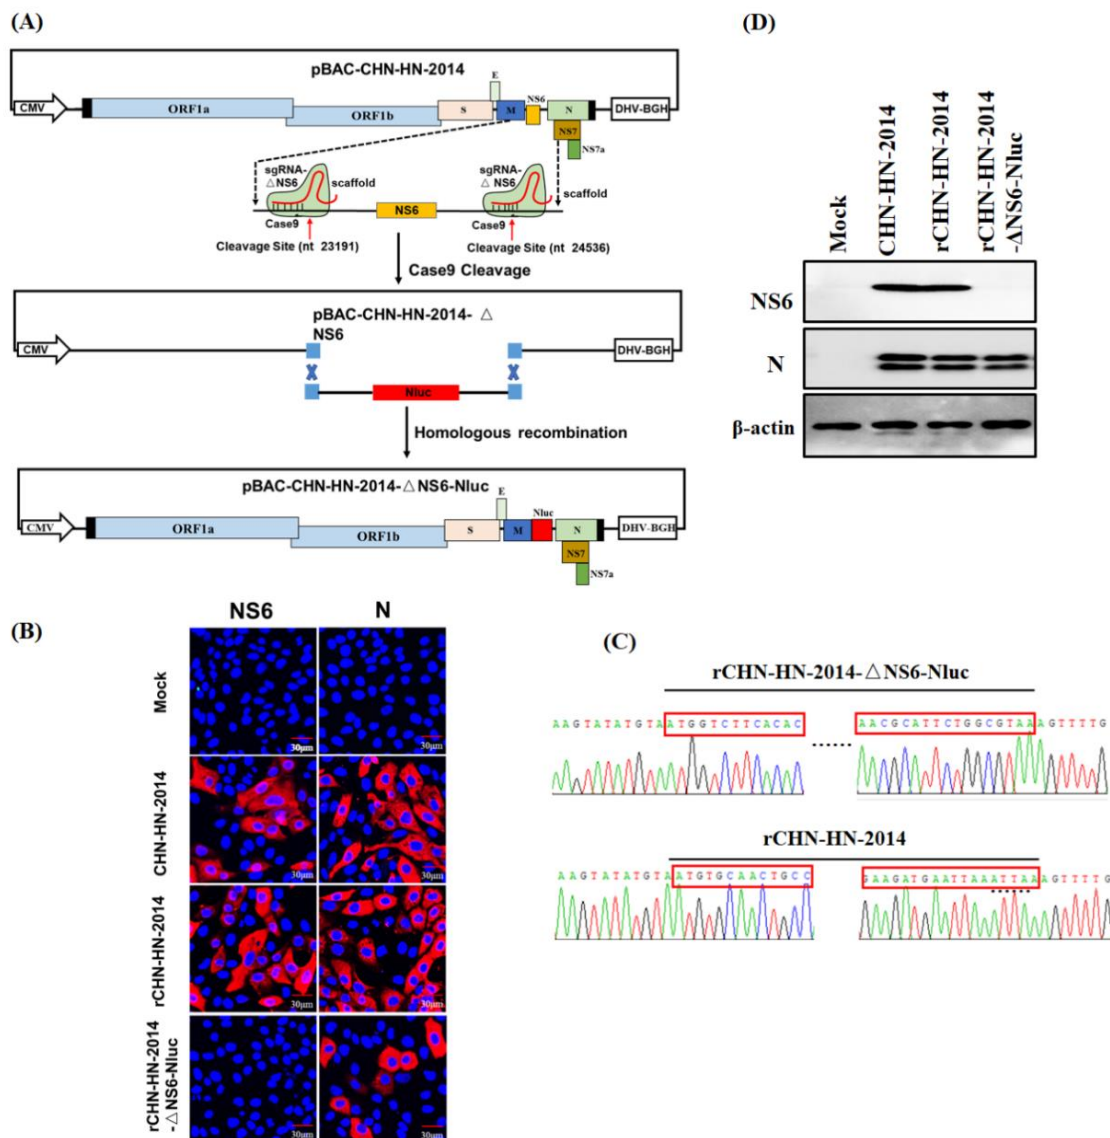 (A)
pBAC-CHN-HN-2014
CMV
ORF1a
ORF1b
S
E
M
NS6
N
NS7
NS7a
DHV-BGH
sgRNA-
△ NS6
scaffold
Case9
Cleavage Site (nt 23191)
NS6
sgRNA-
△ NS6
scaffold
Case9
Cleavage Site (nt 24536)
Case9 Cleavage
pBAC-CHN-HN-2014- △
NS6
CMV
DHV-BGH
Nluc
Homologous recombination
pBAC-CHN-HN-2014-△NS6-Nluc
CMV
ORF1a
ORF1b
S
E
M
Nluc
N
NS7
NS7a
DHV-BGH
(D)
Mock
CHN-HN-2014
rCHN-HN-2014
rCHN-HN-2014
-ΔNS6-Nluc
NS6
N
β-actin
(B)
NS6
N
Mock
30μm
30μm
CHN-HN-2014
30μm
30μm
rCHN-HN-2014
30μm
30μm
rCHN-HN-2014
-△NS6-Nluc
30μm
30μm
(C)
rCHN-HN-2014-△NS6-Nluc
AAGTATATGTAATGGTCTTCACAC
AACGCATTCTGGCGTAAAGTTTTG
rCHN-HN-2014
AAGTATATGTAATGTGCAACTGCC
GAAGATGAATTAAATTAAAGTTTTG